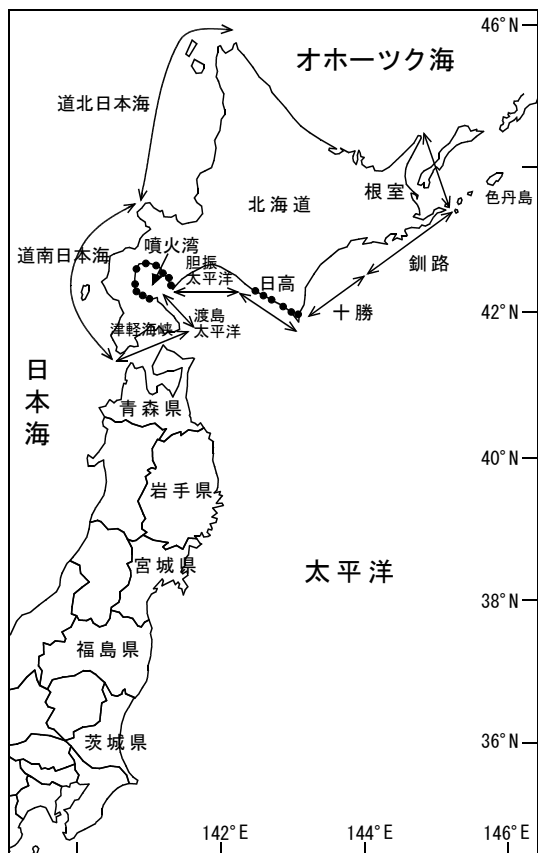 46°N
オホーツク海
道北日本海
根室
色丹島
北海道
道南日本海
噴火湾
胆振
太平洋
日高
釧路
十勝
42°N
渡島
太平洋
津軽海峡
日本海
青森県
岩手県
40°N
宮城県
太平洋
38°N
福島県
茨城県
36°N
142°E
144°E
146°E